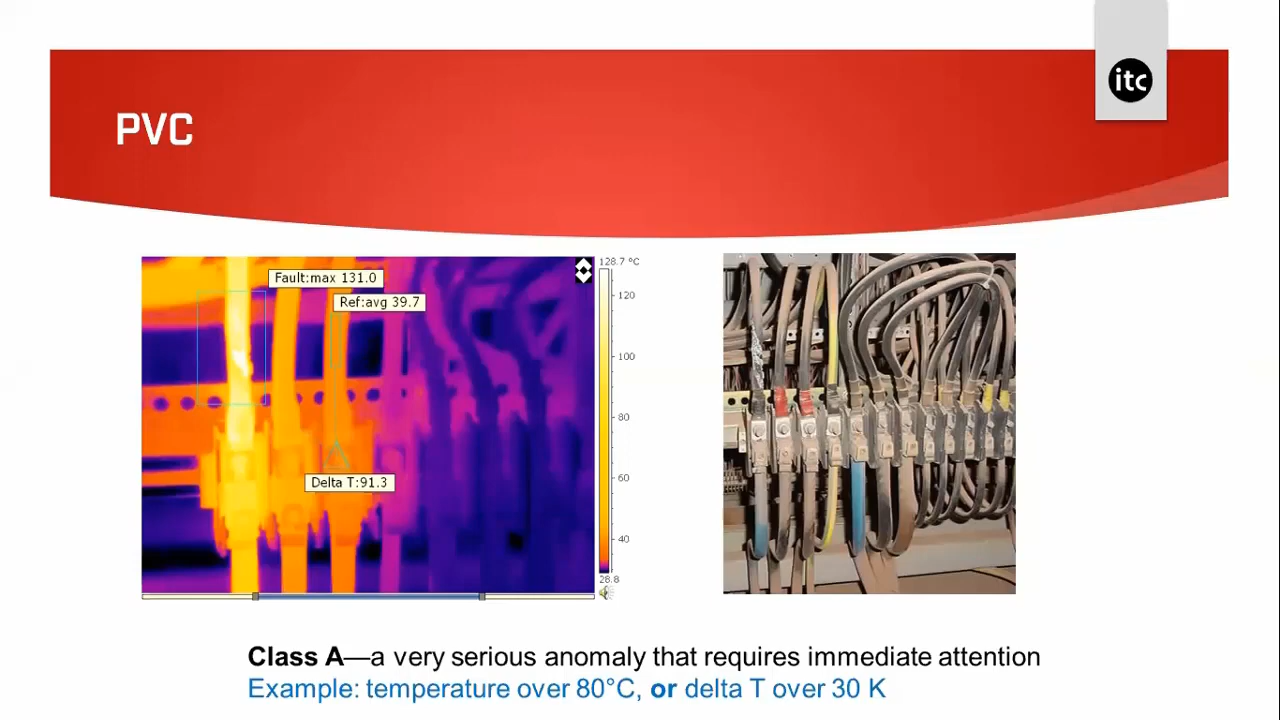 itc
PVC
Fault:max 131.0
Ref:avg 39.7
Delta T:91.3
128.7 °C
120
100
80
60
40
28.8
Class A—a very serious anomaly that requires immediate attention
Example: temperature over 80°C, or delta T over 30 K